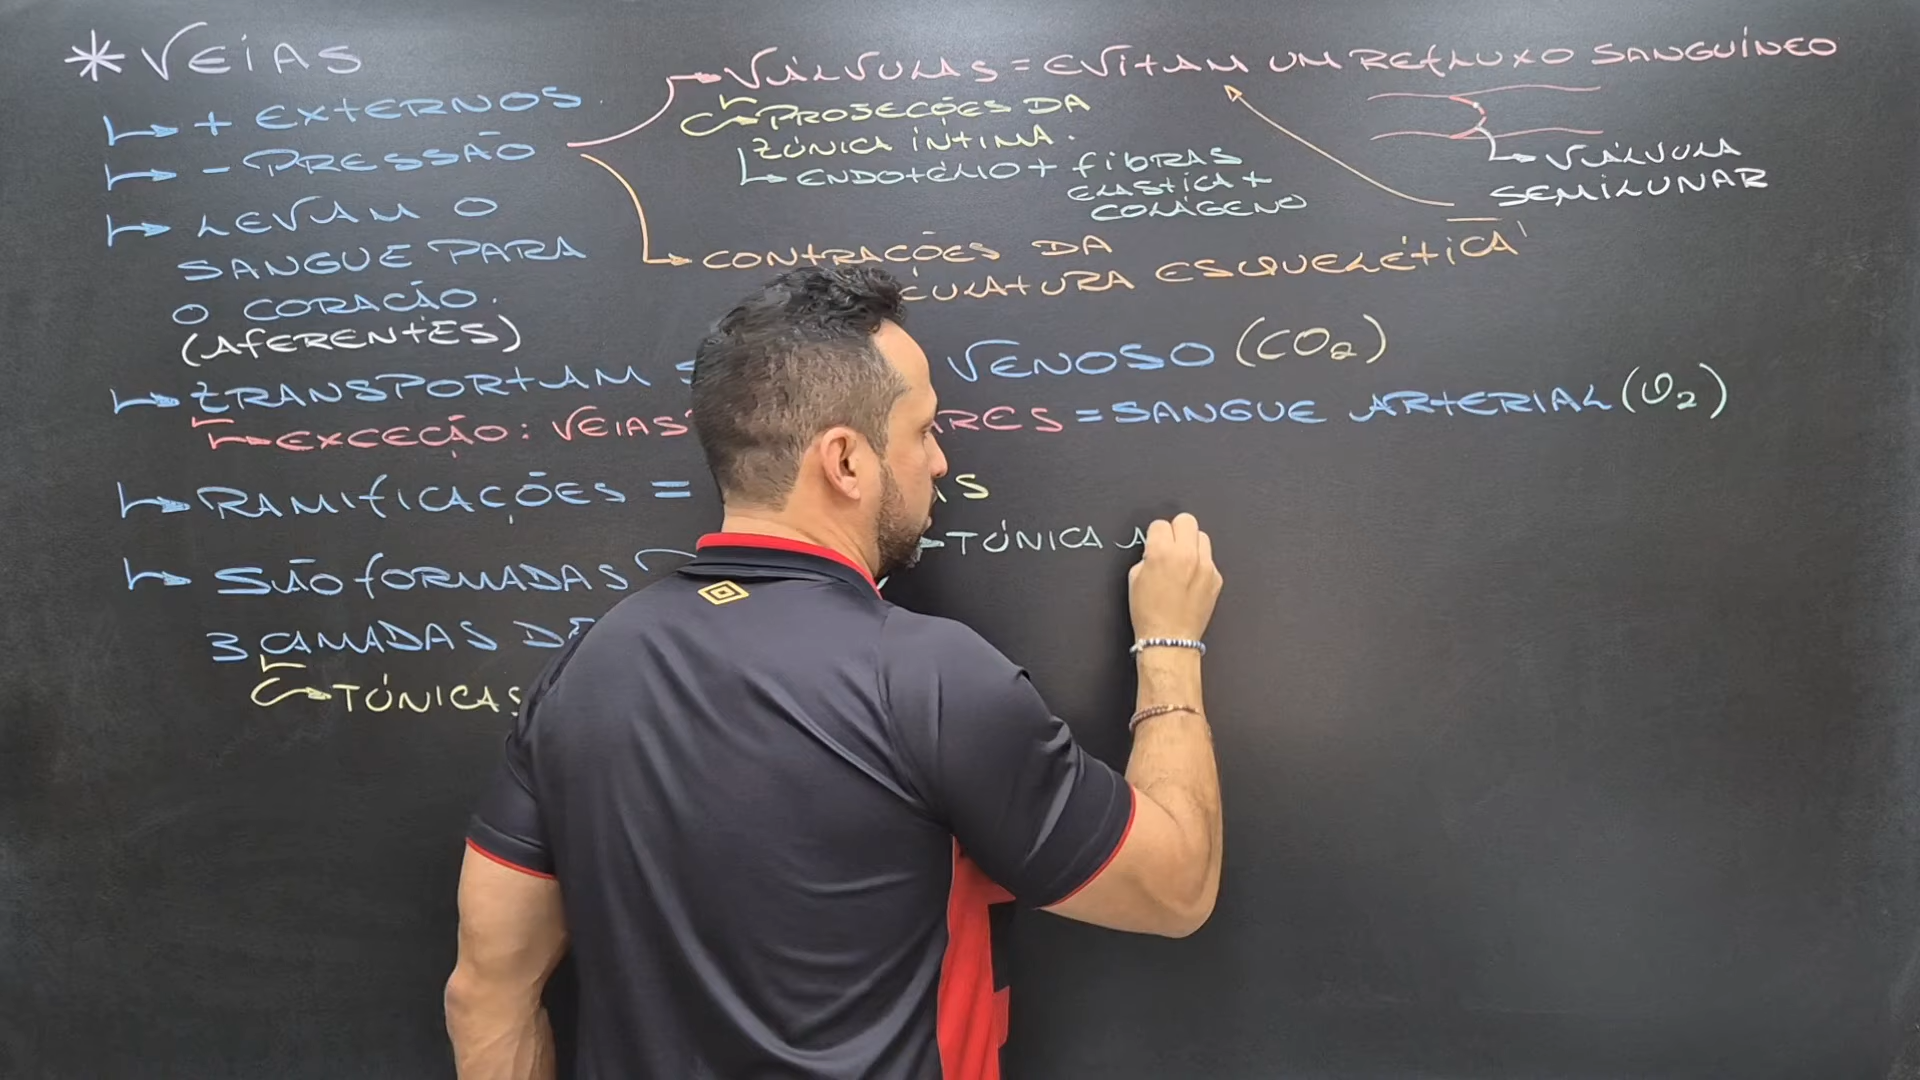 * VEIAS
+ EXTERNOS
- PRESSÃO
LEVAM O
SANGUE PARA
O CORAÇÃO.
(AFERENTES)
VÁLVULAS = EVITAM UM REFLUXO SANGUÍNEO
PROJEÇÕES DA
TÚNICA ÍNTIMA.
ENDOTÉLIO + FIBRAS
ELÁSTICA +
COLÁGENO
VÁLVULA
SEMILUNAR
CONTRAÇÕES DA
ESQUELÉTICA
TRANSPORTAM VENOSO (CO₂)
EXCEÇÃO: VEIAS = SANGUE ARTERIAL (O₂)
RAMIFICAÇÕES =
SÃO FORMADAS
3 CAMADAS DE
TÚNICAS
TÚNICA